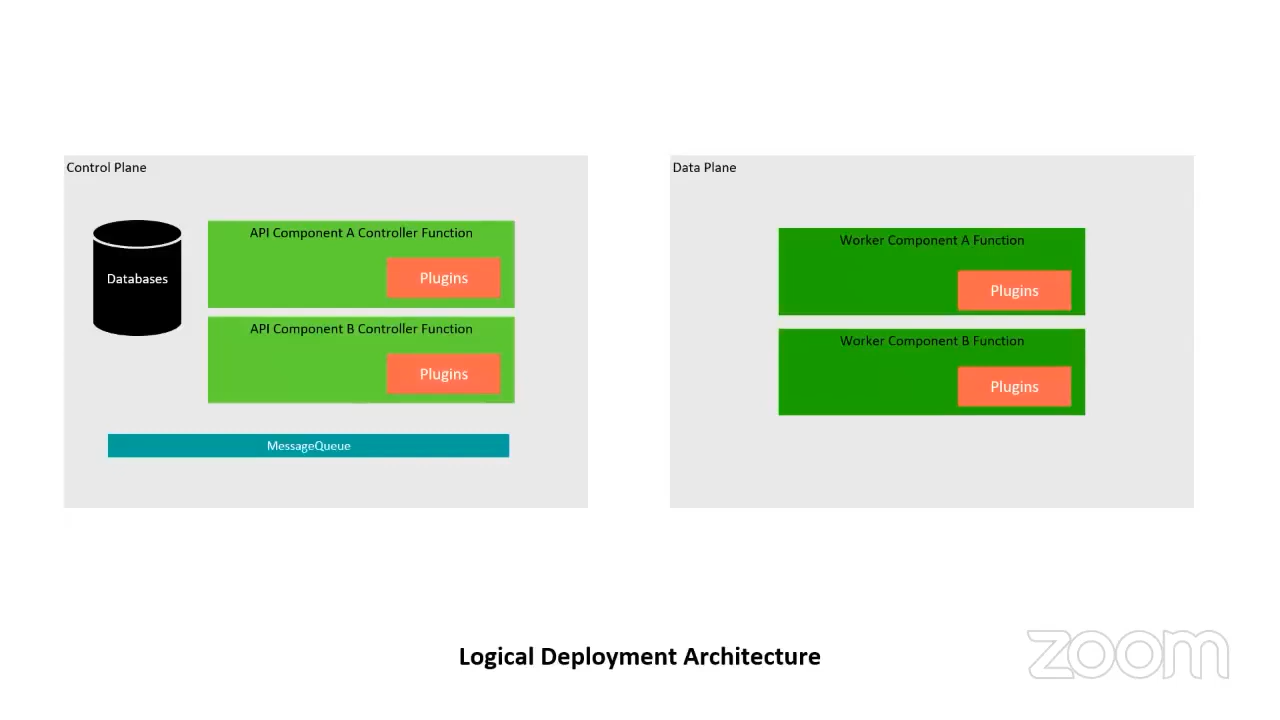 Control Plane
Databases
API Component A Controller Function
Plugins
API Component B Controller Function
Plugins
MessageQueue
Data Plane
Worker Component A Function
Plugins
Worker Component B Function
Plugins
Logical Deployment Architecture
zoom